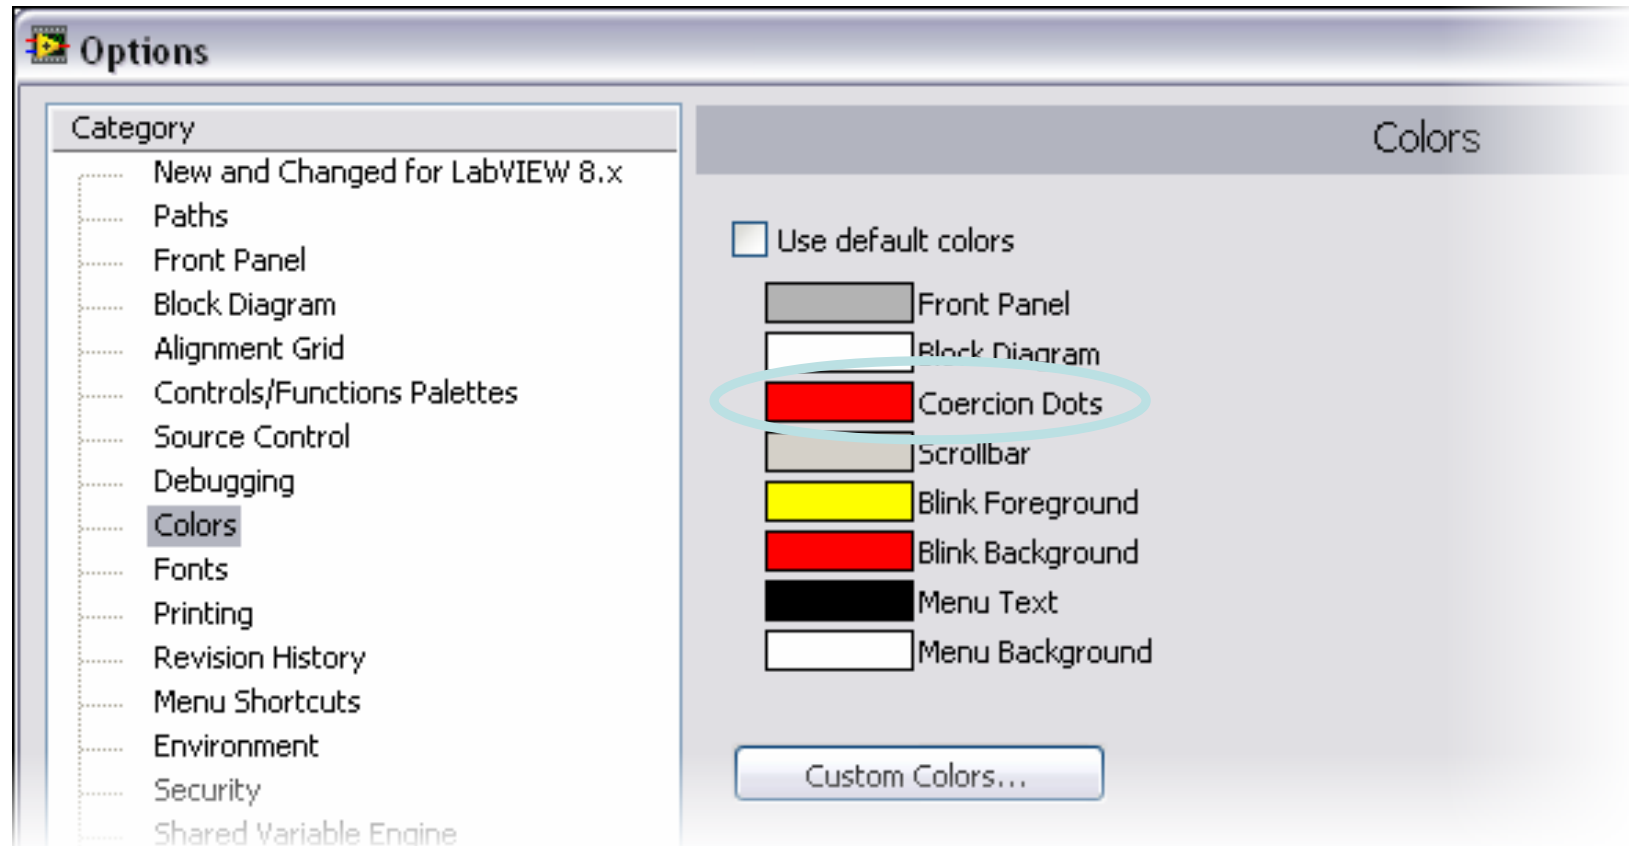 Options
Category
New and Changed for LabVIEW 8.x
Paths
Front Panel
Block Diagram
Alignment Grid
Controls/Functions Palettes
Source Control
Debugging
Colors
Fonts
Printing
Revision History
Menu Shortcuts
Environment
Security
Shared Variable Engine
Colors
Use default colors
Front Panel
Block Diagram
Coercion Dots
Scrollbar
Blink Foreground
Blink Background
Menu Text
Menu Background
Custom Colors...